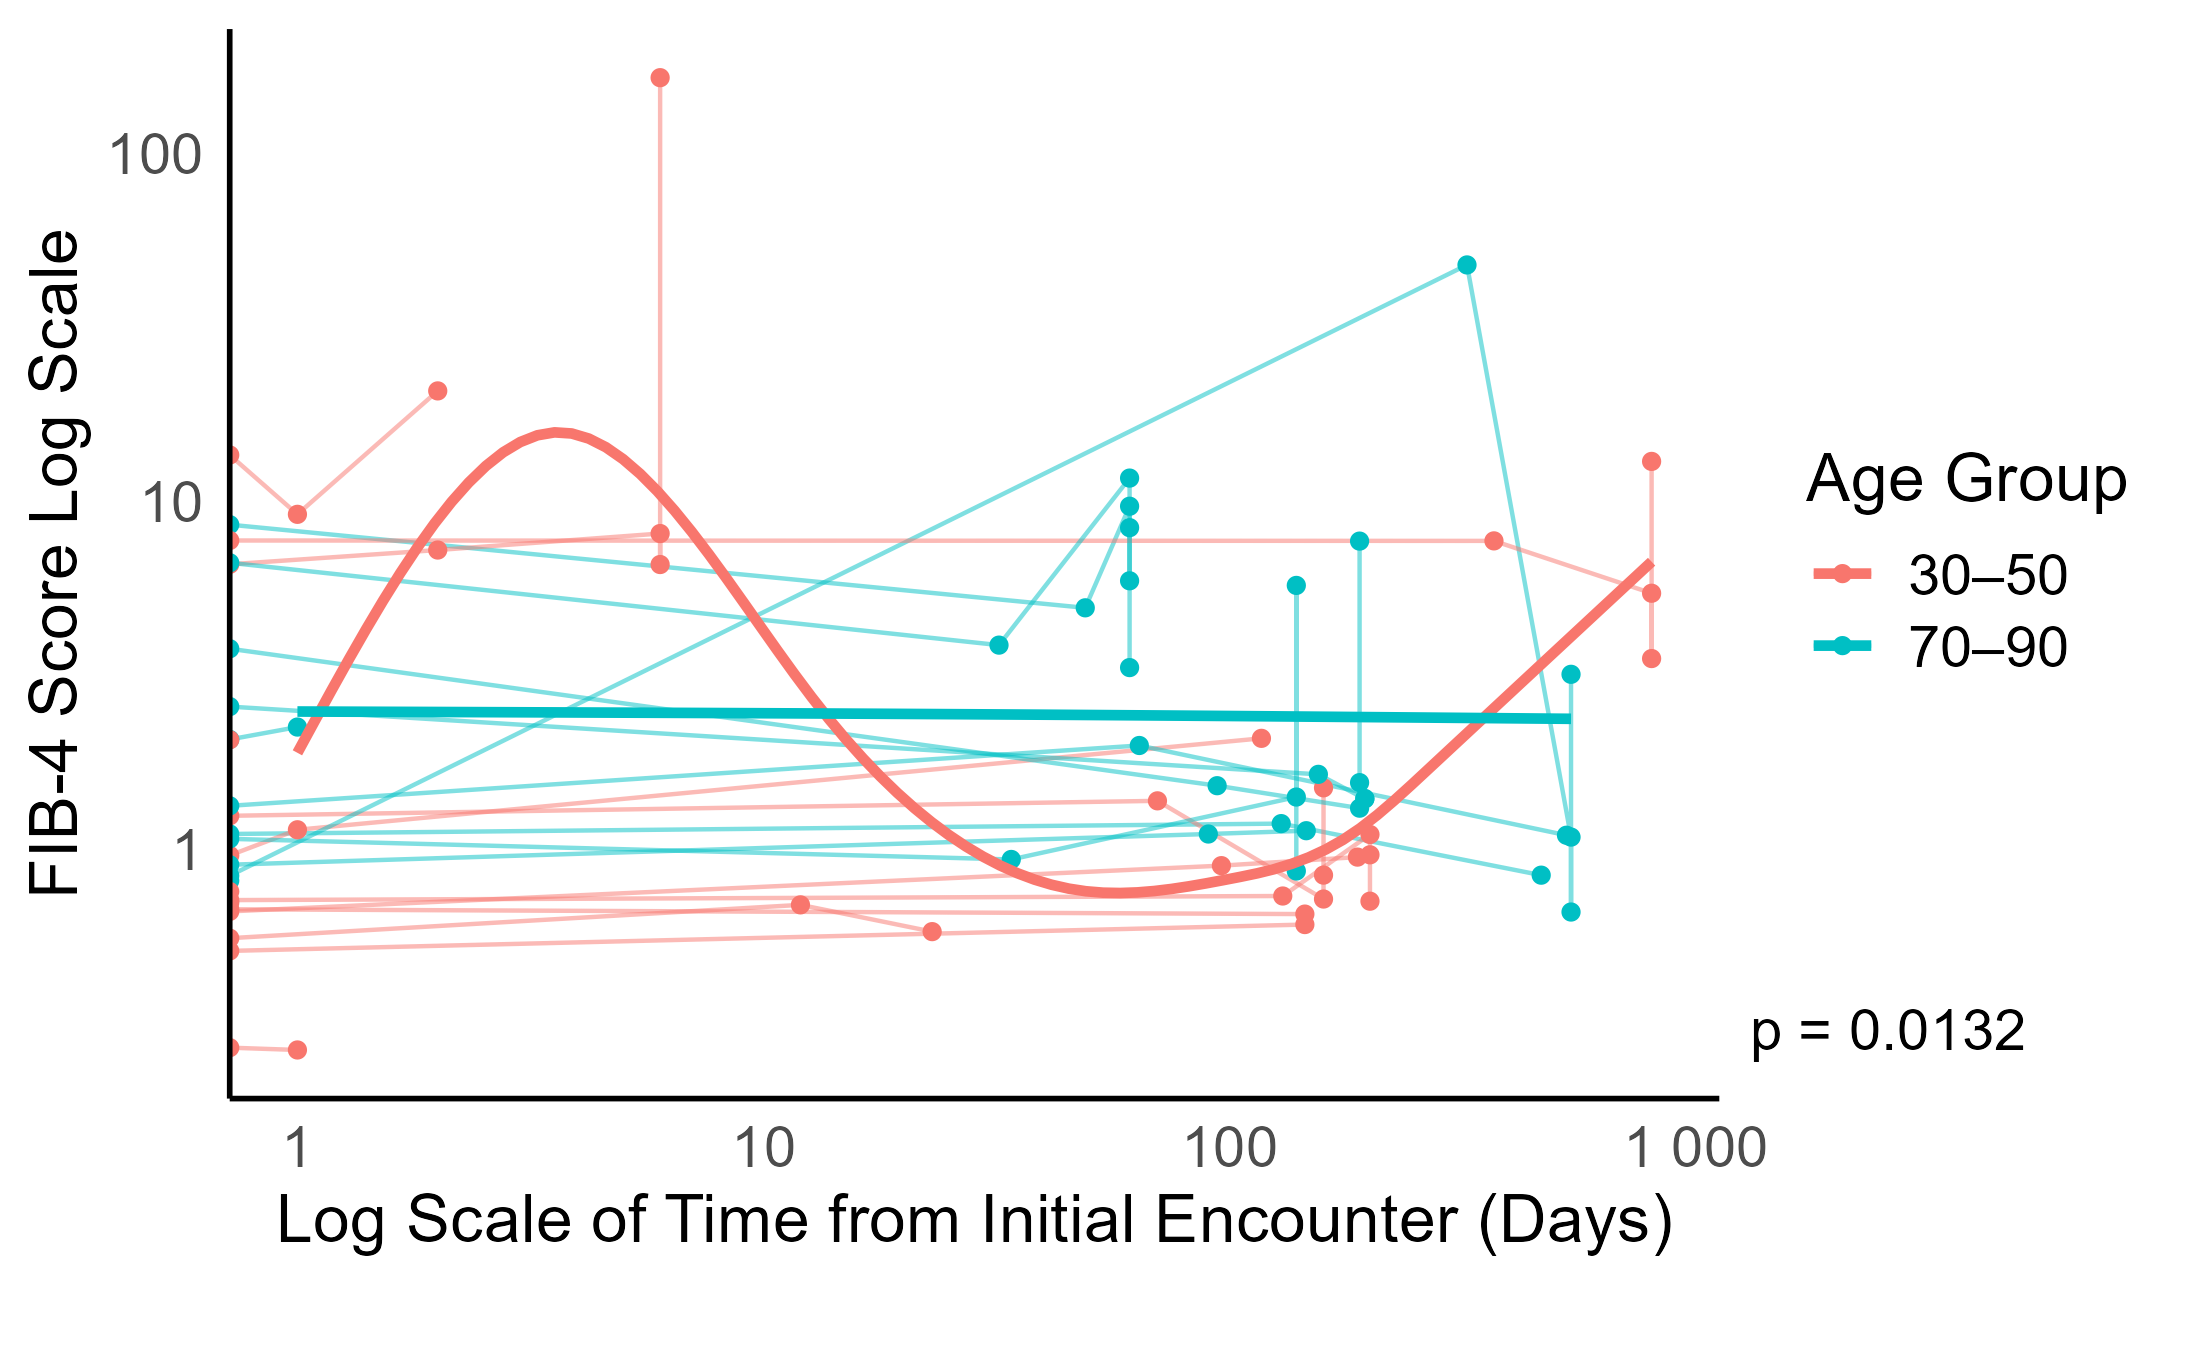 FIB-4 Score Log Scale
100
10
1
1 10 100 1 000
Log Scale of Time from Initial Encounter (Days)
Age Group
30–50
70–90
p = 0.0132